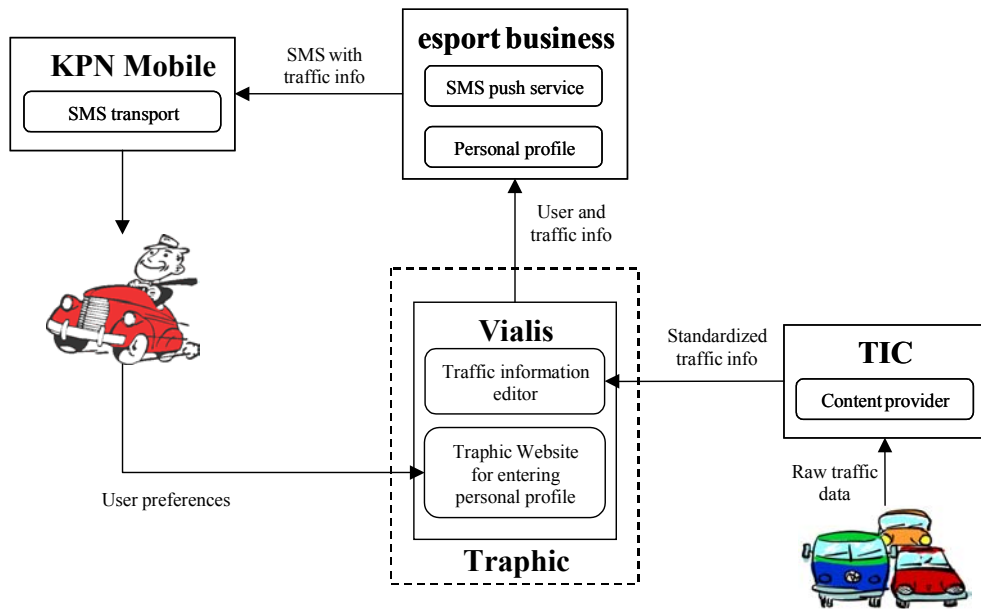 esport business
SMS push service
Personal profile
KPN Mobile
SMS transport
SMS with
traffic info
User and
traffic info
Vialis
Traffic information
editor
Traphic Website
for entering
personal profile
Traphic
Standardized
traffic info
TIC
Content provider
Raw traffic
data
User preferences